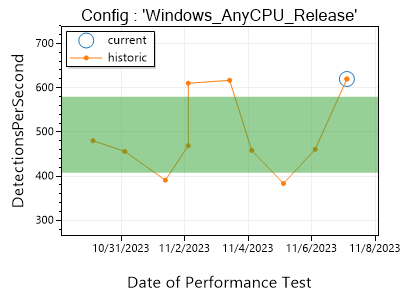 Config : 'Windows_AnyCPU_Release'
current
historic
DetectionsPerSecond
700
600
500
400
300
10/31/2023
11/2/2023
11/4/2023
11/6/2023
11/8/2023
Date of Performance Test